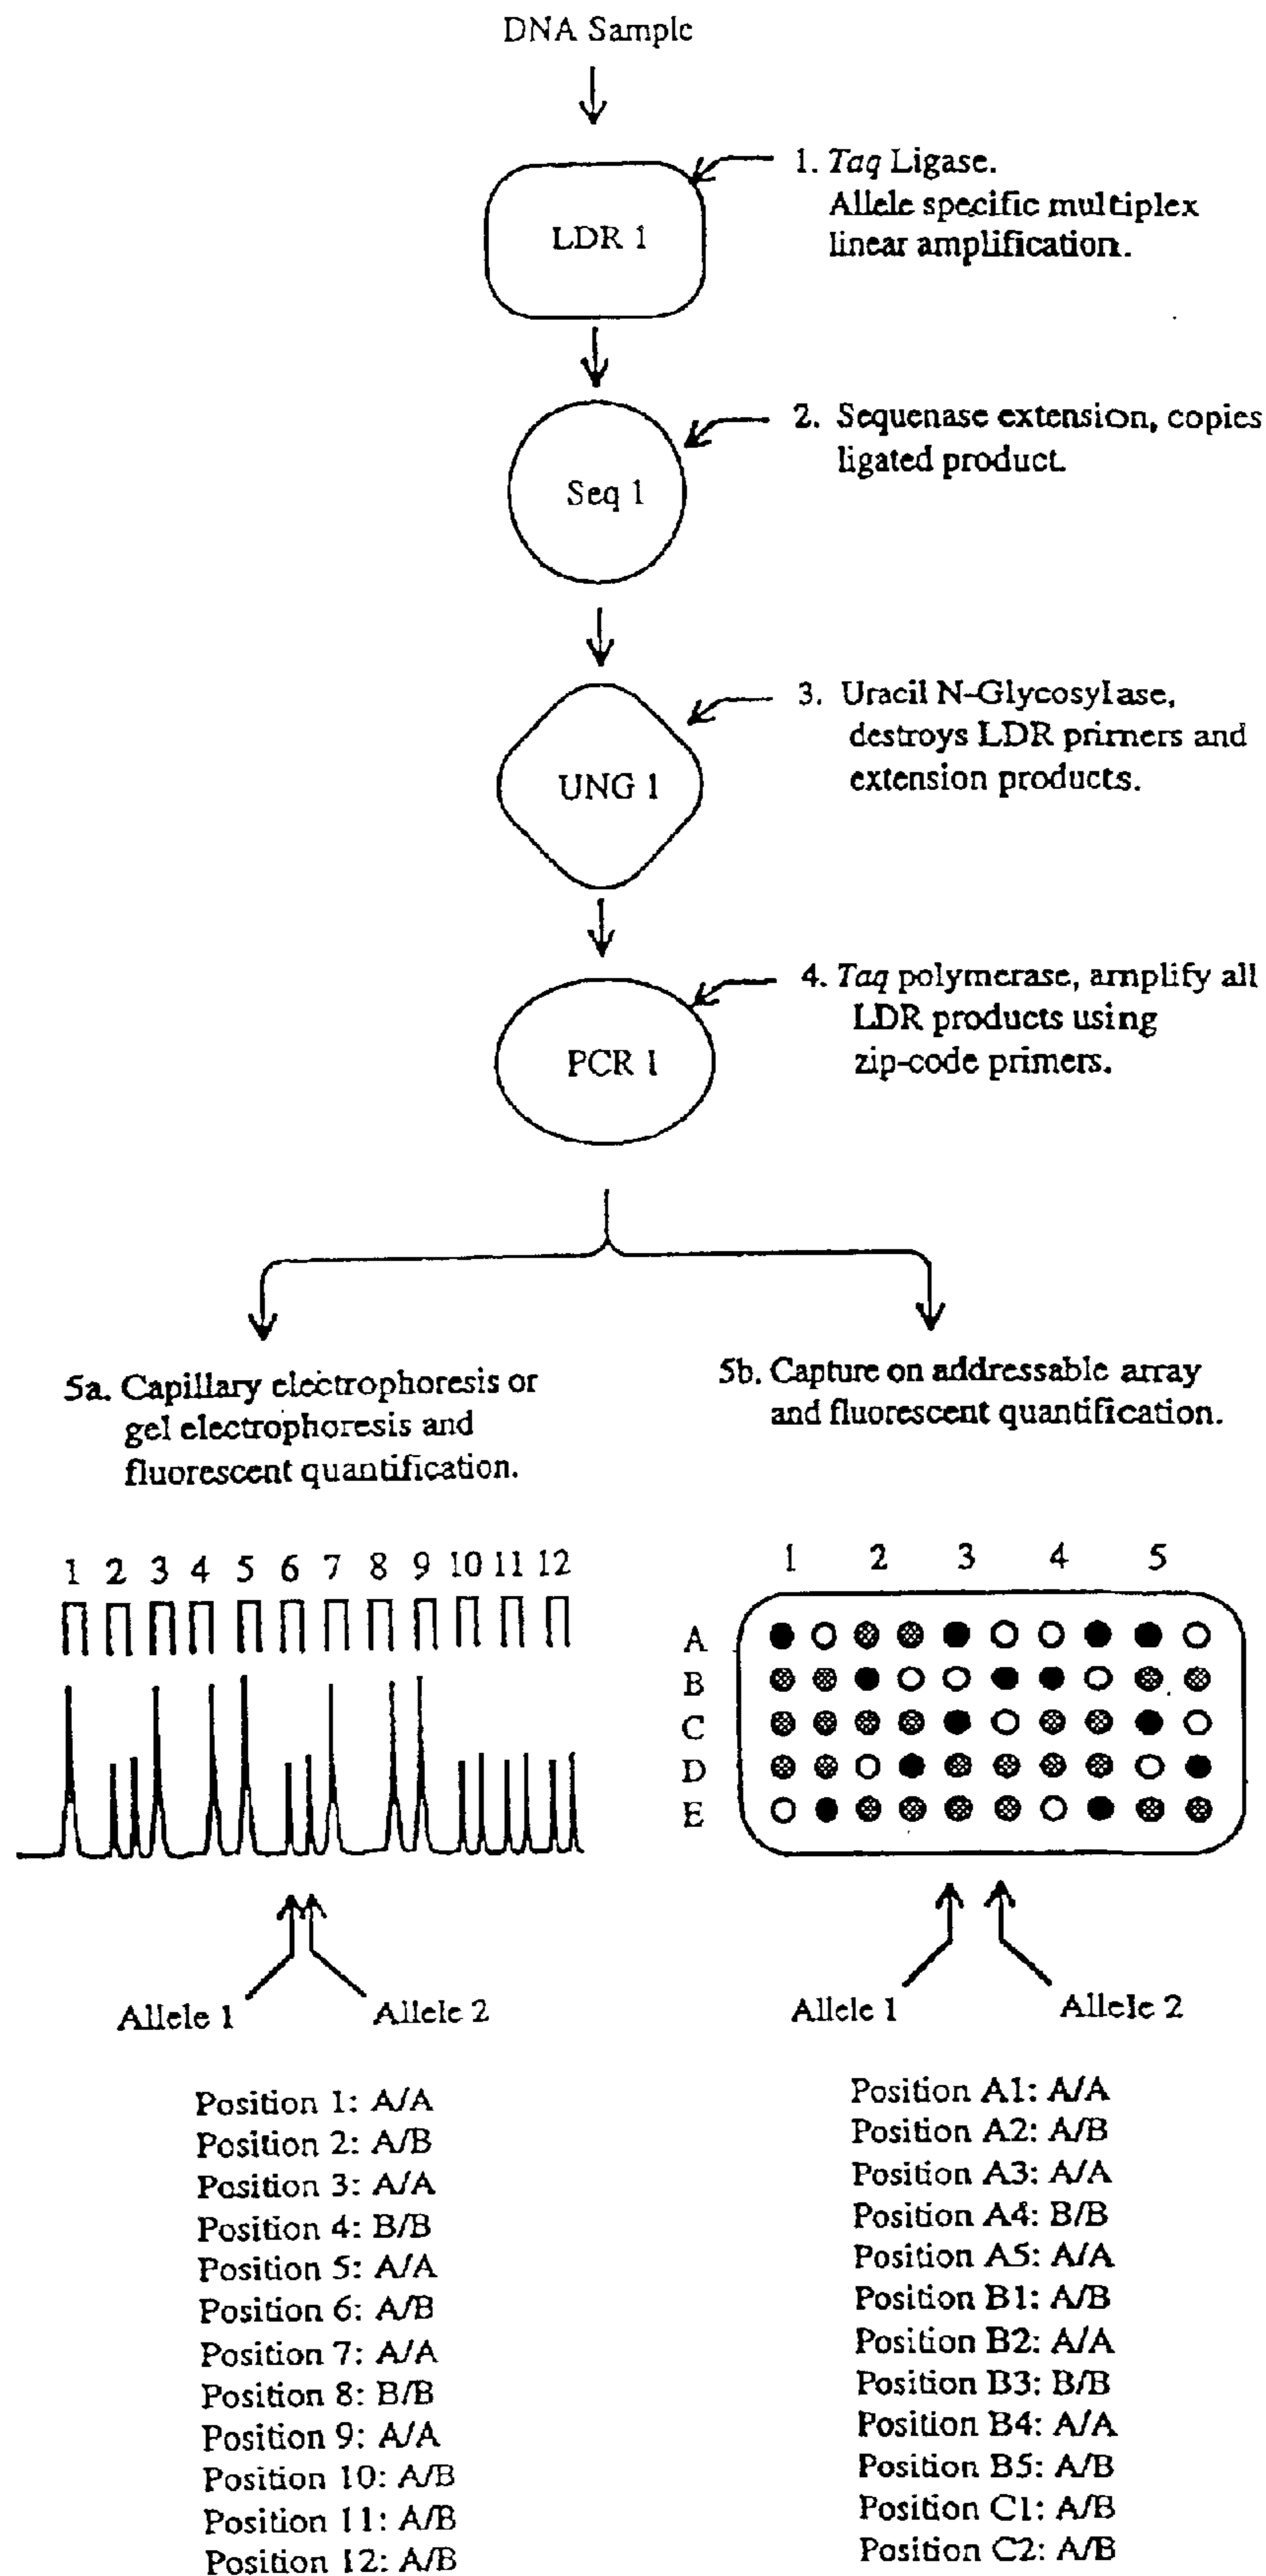 DNA Sample
LDR 1
1. Taq Ligase.
Allele specific multiplex
linear amplification.
Seq 1
2. Sequenase extension, copies
ligated product.
UNG 1
3. Uracil N-Glycosylase,
destroys LDR primers and
extension products.
PCR 1
4. Taq polymerase, amplify all
LDR products using
zip-code primers.
5a. Capillary electrophoresis or
gel electrophoresis and
fluorescent quantification.
1 2 3 4 5 6 7 8 9 10 11 12
Allele 1
Allele 2
Position 1: A/A
Position 2: A/B
Position 3: A/A
Position 4: B/B
Position 5: A/A
Position 6: A/B
Position 7: A/A
Position 8: B/B
Position 9: A/A
Position 10: A/B
Position 11: A/B
Position 12: A/B
5b. Capture on addressable array
and fluorescent quantification.
1 2 3 4 5
A
B
C
D
E
Allele 1
Allele 2
Position A1: A/A
Position A2: A/B
Position A3: A/A
Position A4: B/B
Position A5: A/A
Position B1: A/B
Position B2: A/A
Position B3: B/B
Position B4: A/A
Position B5: A/B
Position C1: A/B
Position C2: A/B